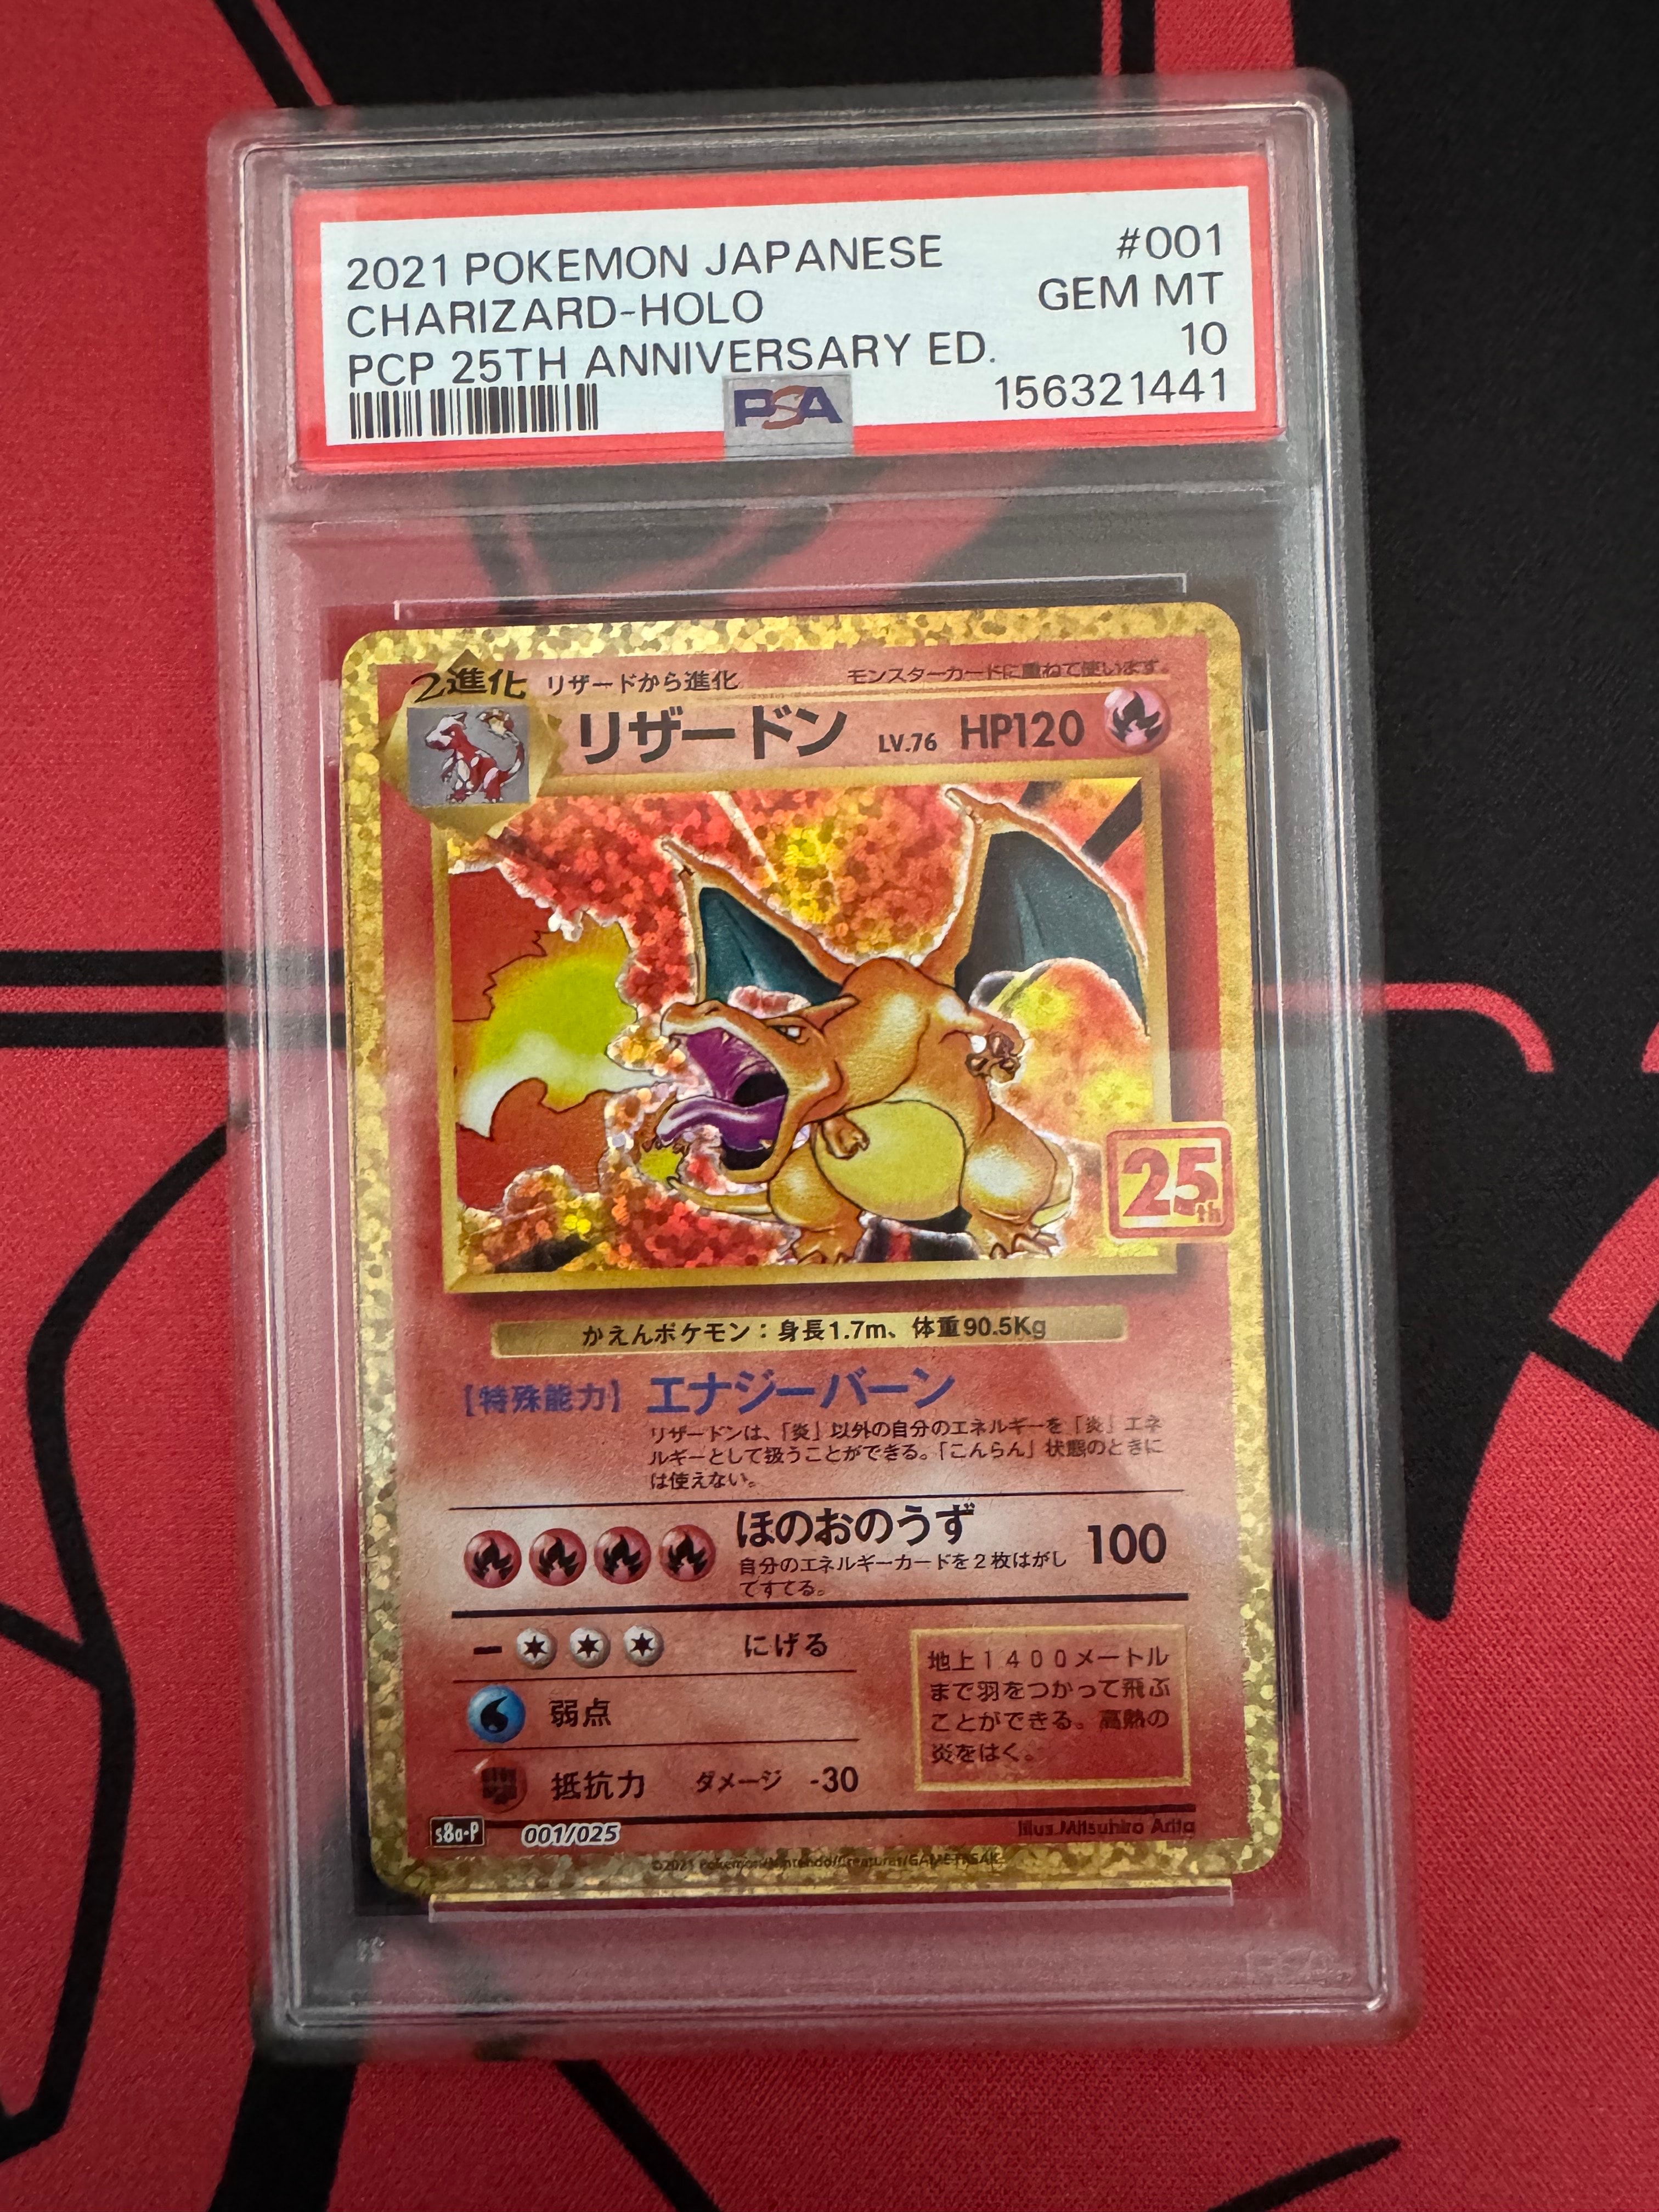 2021 POKEMON JAPANESE #001
CHARIZARD-HOLO GEM MT
PCP 25TH ANNIVERSARY ED. 10
PSA 156321441
2進化 リザードから進化 モンスターカードに重ねて使います。
リザードン LV.76 HP120
25th
かえんポケモン:身長1.7m、体重90.5Kg
【特殊能力】 エナジーバーン
リザードンは、「炎」以外の自分のエネルギーを「炎」エネ
ルギーとして扱うことができる。「こんらん」状態のときに
は使えない。
ほのおのうず 100
自分のエネルギーカードを2枚はがし
てすてる。
− にげる
弱点
抵抗力 ダメージ -30
地上1400メートル
まで羽をつかって飛ぶ
ことができる。高熱の
炎をはく。
s8a-P 001/025 Illus.Mitsuhiro Arita
©2021 Pokémon/Nintendo/Creatures/GAME FREAK